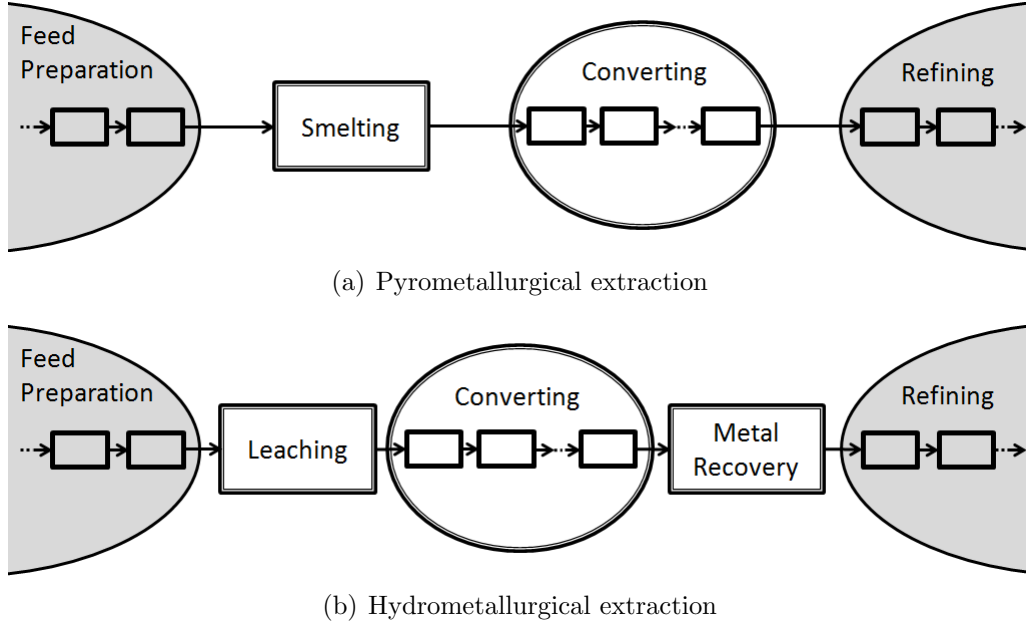 Feed
Preparation
Smelting
Converting
Refining
(a) Pyrometallurgical extraction
Feed
Preparation
Leaching
Converting
Metal
Recovery
Refining
(b) Hydrometallurgical extraction